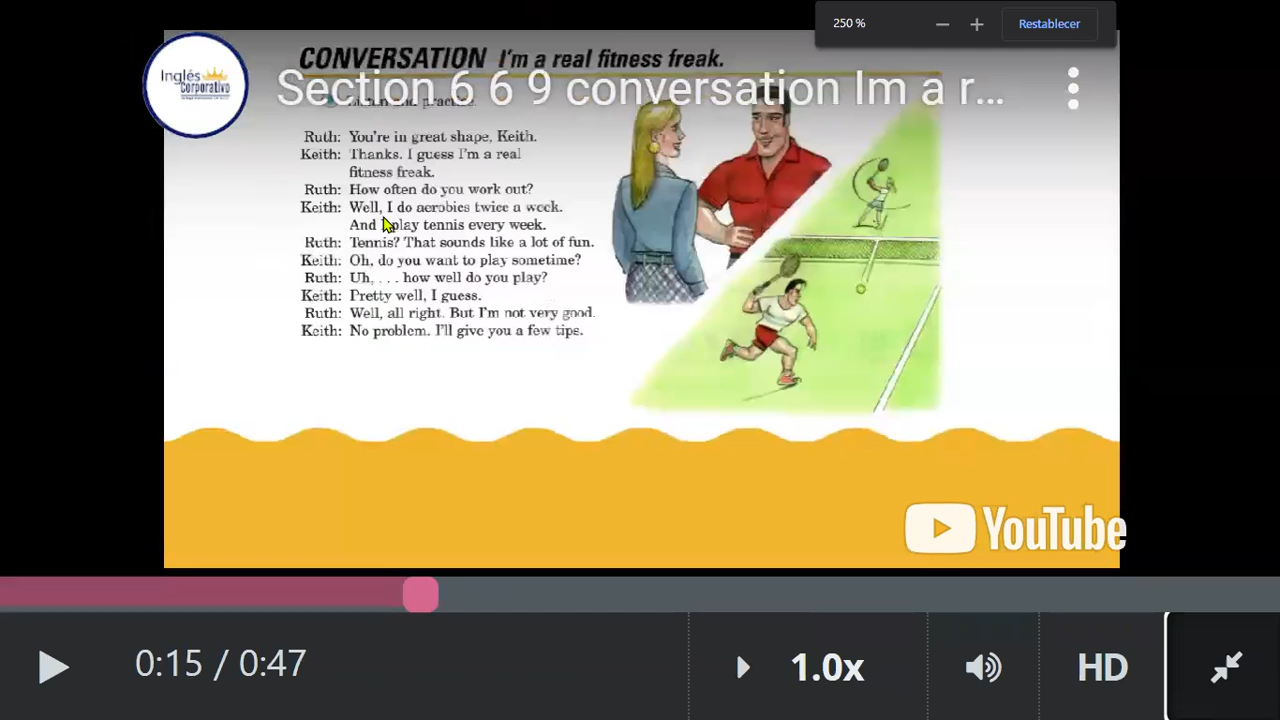 250 %
Restablecer
CONVERSATION I'm a real fitness freak.
Inglés
Corporativo
Section 6 6 9 conversation Im a r...
Ruth: You're in great shape, Keith.
Keith: Thanks. I guess I'm a real
fitness freak.
Ruth: How often do you work out?
Keith: Well, I do aerobics twice a week.
And I play tennis every week.
Ruth: Tennis? That sounds like a lot of fun.
Keith: Oh, do you want to play sometime?
Ruth: Uh, . . . how well do you play?
Keith: Pretty well, I guess.
Ruth: Well, all right. But I'm not very good.
Keith: No problem. I'll give you a few tips.
YouTube
0:15 / 0:47
1.0x
HD